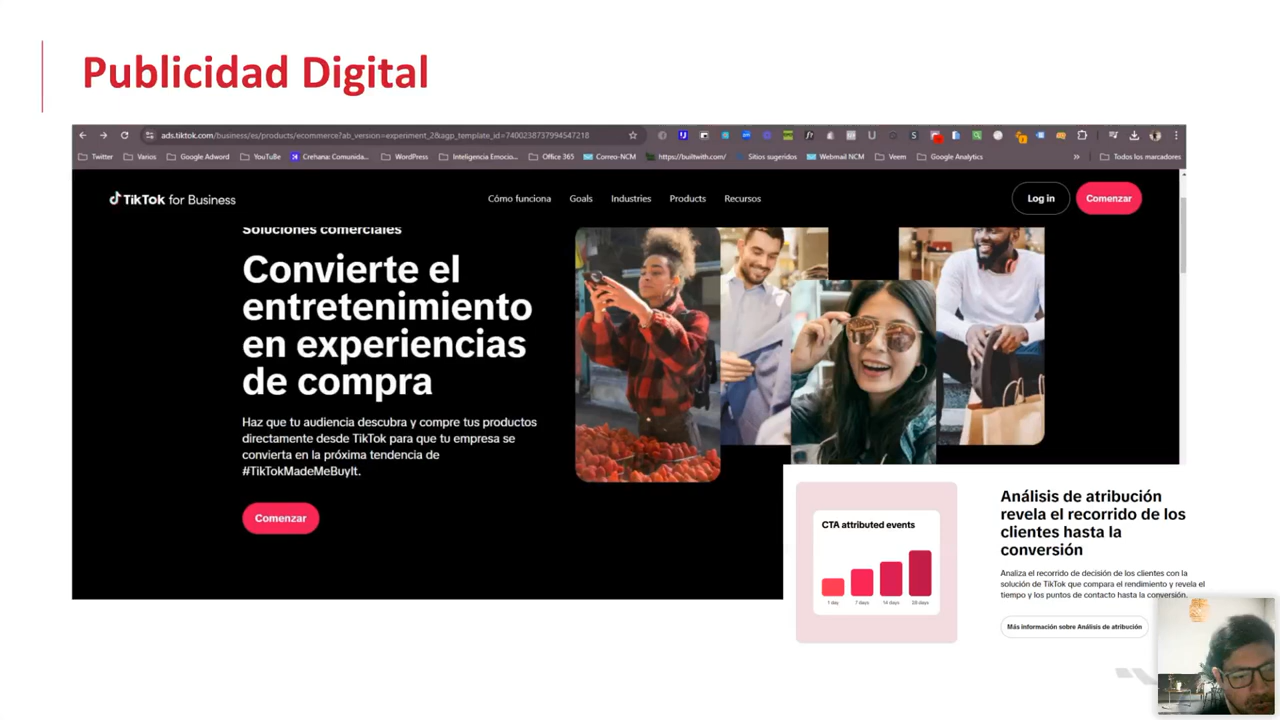 Publicidad Digital
ads.tiktok.com/business/es/products/ecommerce?ab_version=experiment_2&agp_template_id=7400238737994547218
Twitter Varios Google Adword YouTube Crehana: Comunida... WordPress Inteligencia Emocio... Office 365 Correo-NCM https://builtwith.com/ Sitios sugeridos Webmail NCM Veem Google Analytics » Todos los marcadores
TikTok for Business
Cómo funciona Goals Industries Products Recursos
Log in Comenzar
Soluciones comerciales
Convierte el
entretenimiento
en experiencias
de compra
Haz que tu audiencia descubra y compre tus productos
directamente desde TikTok para que tu empresa se
convierta en la próxima tendencia de
#TikTokMadeMeBuyIt.
Comenzar
CTA attributed events
1 day 7 days 14 days 28 days
Análisis de atribución
revela el recorrido de los
clientes hasta la
conversión
Analiza el recorrido de decisión de los clientes con la
solución de TikTok que compara el rendimiento y revela el
tiempo y los puntos de contacto hasta la conversión.
Más información sobre Análisis de atribución